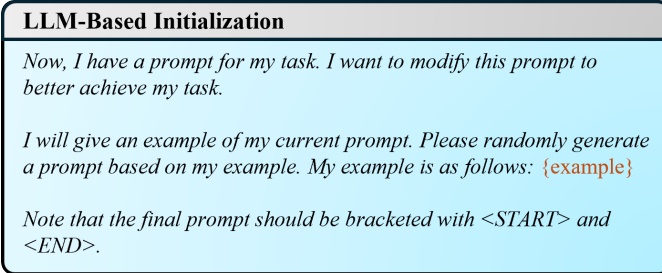 LLM-Based Initialization
Now, I have a prompt for my task. I want to modify this prompt to
better achieve my task.
I will give an example of my current prompt. Please randomly generate
a prompt based on my example. My example is as follows: {example}
Note that the final prompt should be bracketed with <START> and
<END>.